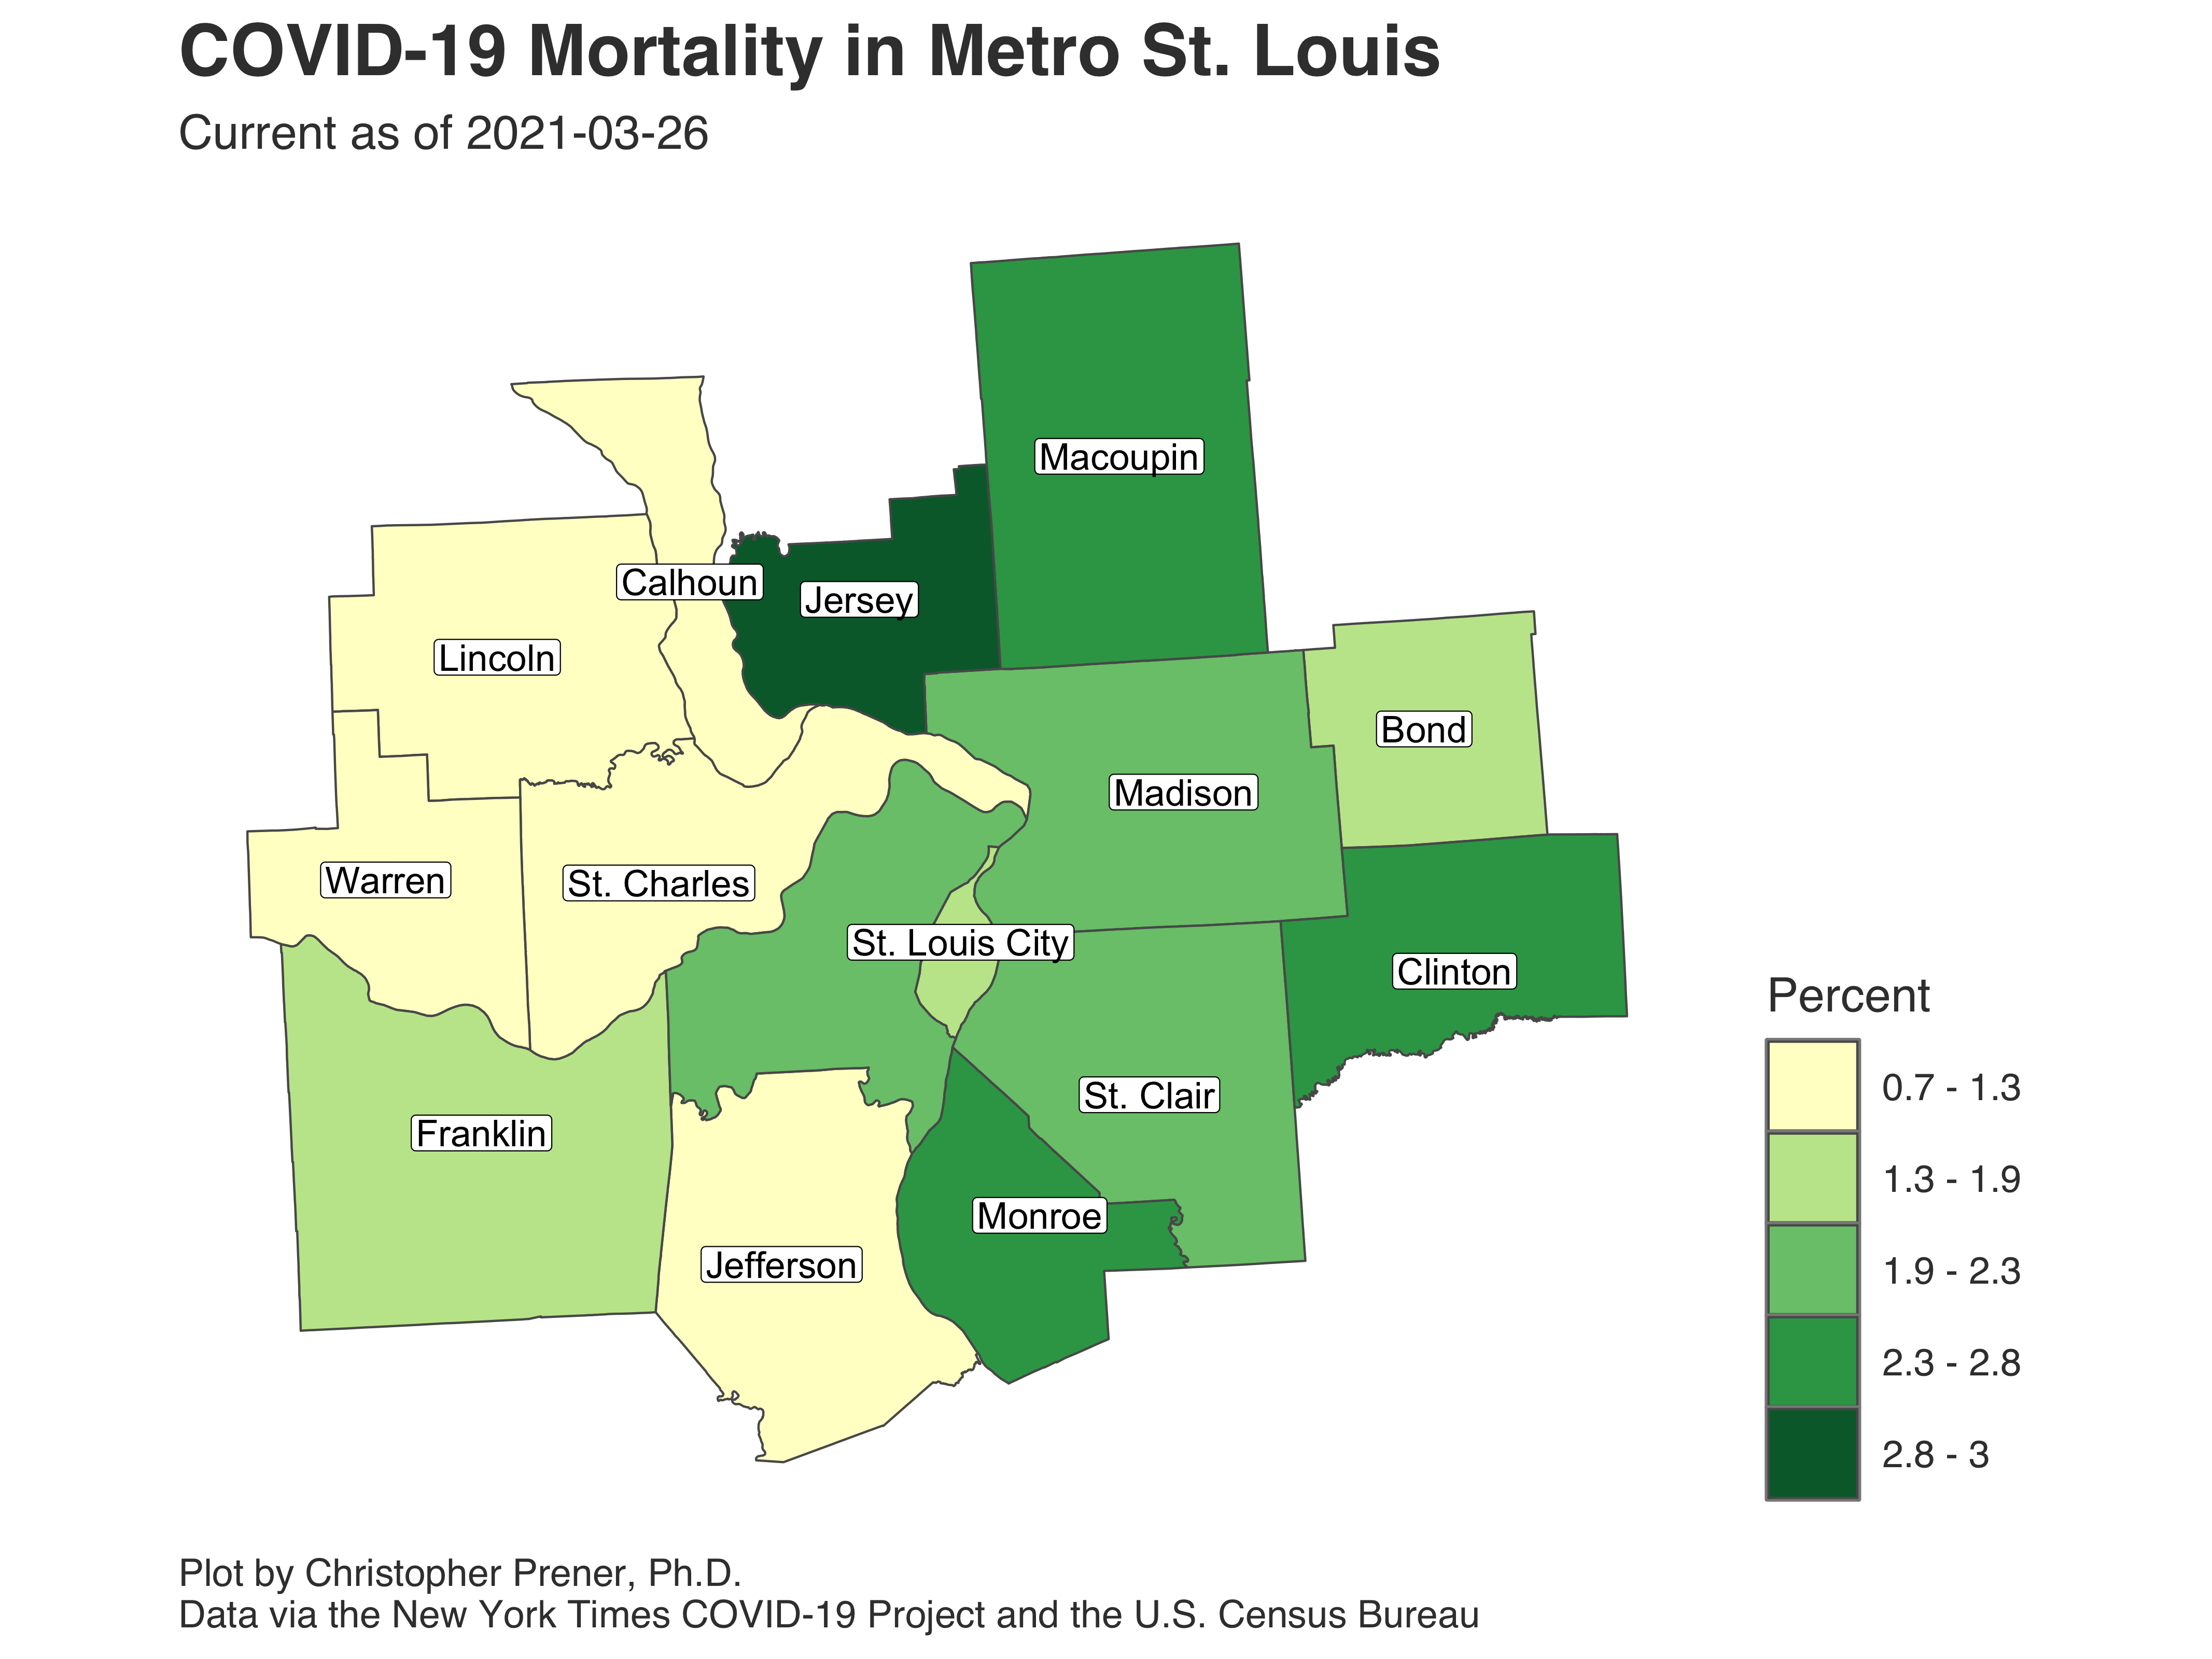 COVID-19 Mortality in Metro St. Louis
Current as of 2021-03-26
Macoupin
Calhoun
Jersey
Lincoln
Bond
Madison
Warren
St. Charles
St. Louis City
Clinton
St. Clair
Franklin
Monroe
Jefferson
Percent
0.7 - 1.3
1.3 - 1.9
1.9 - 2.3
2.3 - 2.8
2.8 - 3
Plot by Christopher Prener, Ph.D.
Data via the New York Times COVID-19 Project and the U.S. Census Bureau